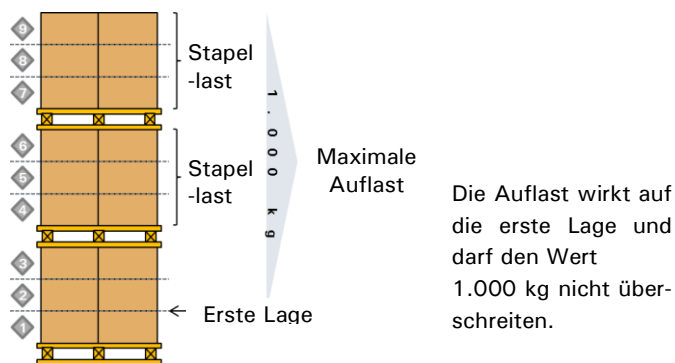 9
8
7
Stapel
-last
6
5
4
Stapel
-last
3
2
1
Erste Lage
1.000 kg
Maximale
Auflast
Die Auflast wirkt auf
die erste Lage und
darf den Wert
1.000 kg nicht über-
schreiten.